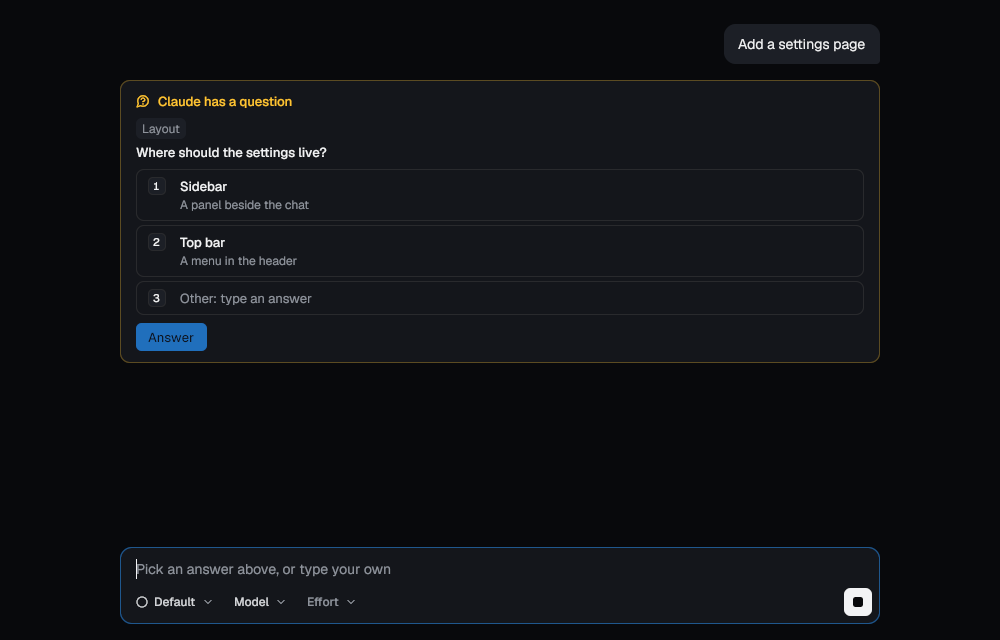 Add a settings page
Claude has a question
Layout
Where should the settings live?
1 Sidebar
A panel beside the chat
2 Top bar
A menu in the header
3 Other: type an answer
Answer
Pick an answer above, or type your own
Default Model Effort